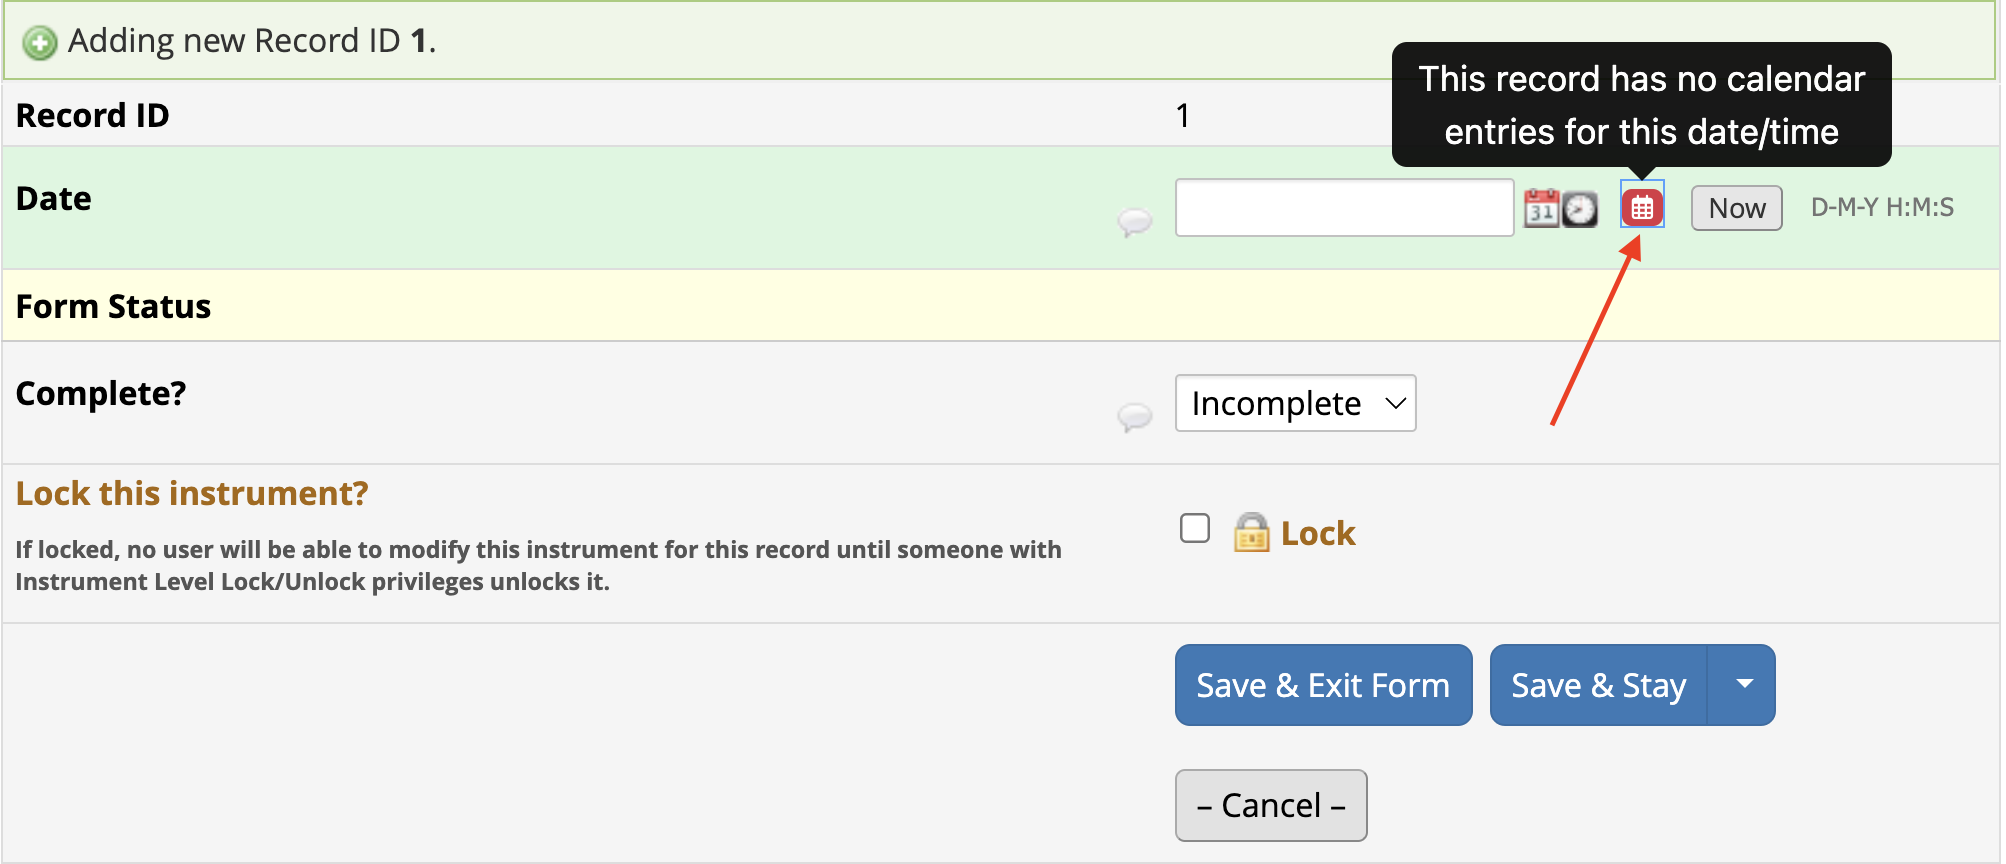 Adding new Record ID 1.
This record has no calendar
entries for this date/time
Record ID
1
Date
31
Now
D-M-Y H:M:S
Form Status
Complete?
Incomplete
Lock this instrument?
If locked, no user will be able to modify this instrument for this record until someone with
Instrument Level Lock/Unlock privileges unlocks it.
Lock
Save & Exit Form
Save & Stay
– Cancel –